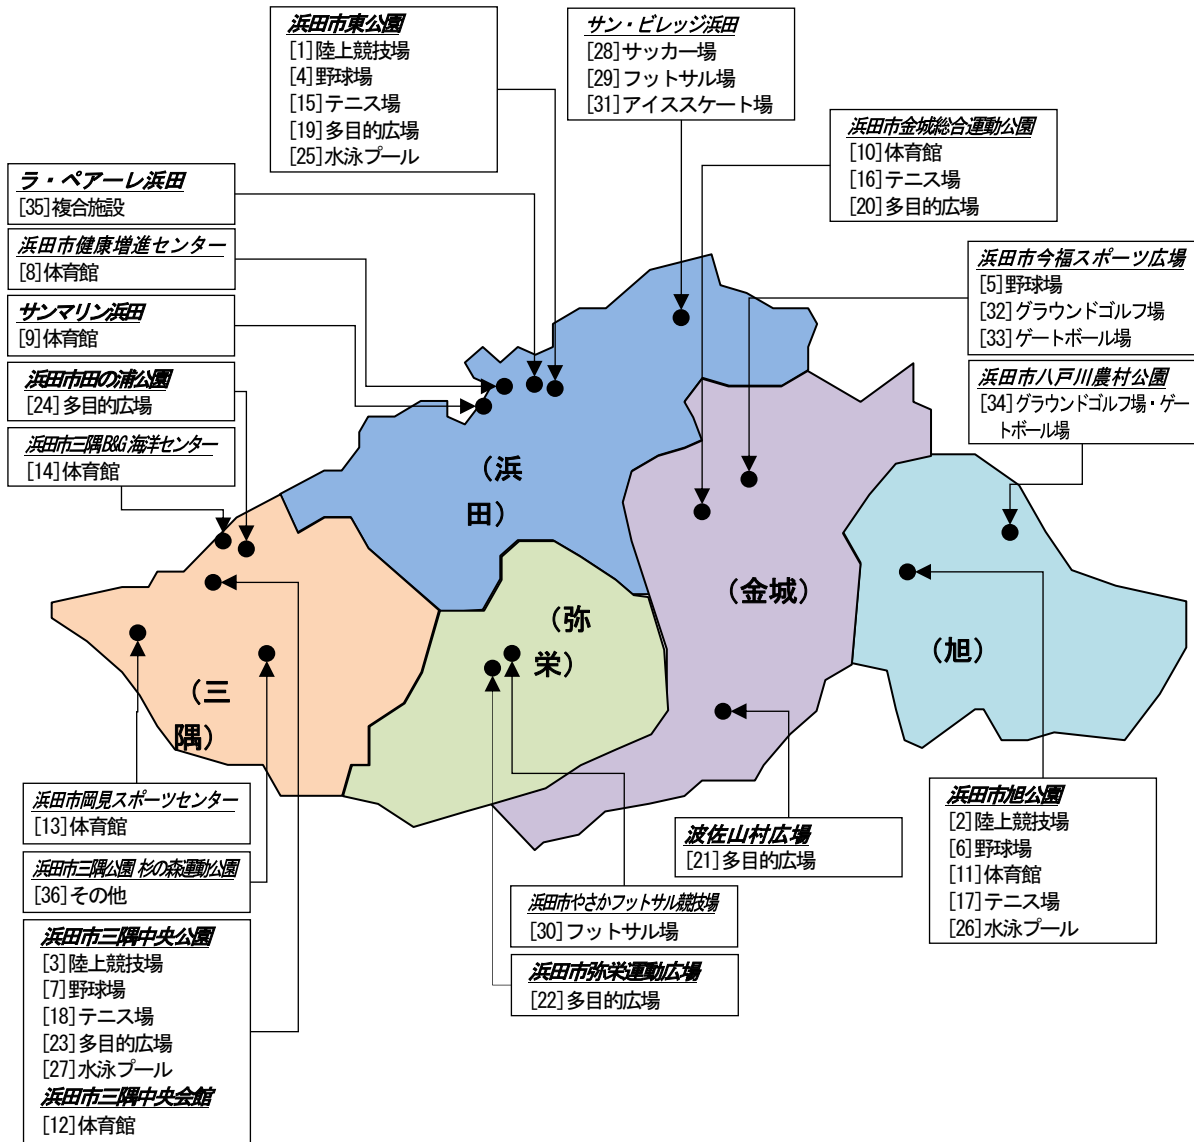 浜田市東公園
[1]陸上競技場
[4]野球場
[15]テニス場
[19]多目的広場
[25]水泳プール
サン・ビレッジ浜田
[28]サッカー場
[29]フットサル場
[31]アイススケート場
浜田市金城総合運動公園
[10]体育館
[16]テニス場
[20]多目的広場
ラ・ペアーレ浜田
[35]複合施設
浜田市健康増進センター
[8]体育館
サンマリン浜田
[9]体育館
浜田市田の浦公園
[24]多目的広場
浜田市三隅B&G海洋センター
[14]体育館
浜田市今福スポーツ広場
[5]野球場
[32]グラウンドゴルフ場
[33]ゲートボール場
浜田市八戸川農村公園
[34]グラウンドゴルフ場・ゲー
トボール場
（浜
田）
（金城）
（弥
栄）
（旭）
（三
隅）
浜田市岡見スポーツセンター
[13]体育館
浜田市三隅公園 杉の森運動公園
[36]その他
浜田市三隅中央公園
[3]陸上競技場
[7]野球場
[18]テニス場
[23]多目的広場
[27]水泳プール
浜田市三隅中央会館
[12]体育館
浜田市やさかフットサル競技場
[30]フットサル場
浜田市弥栄運動広場
[22]多目的広場
波佐山村広場
[21]多目的広場
浜田市旭公園
[2]陸上競技場
[6]野球場
[11]体育館
[17]テニス場
[26]水泳プール